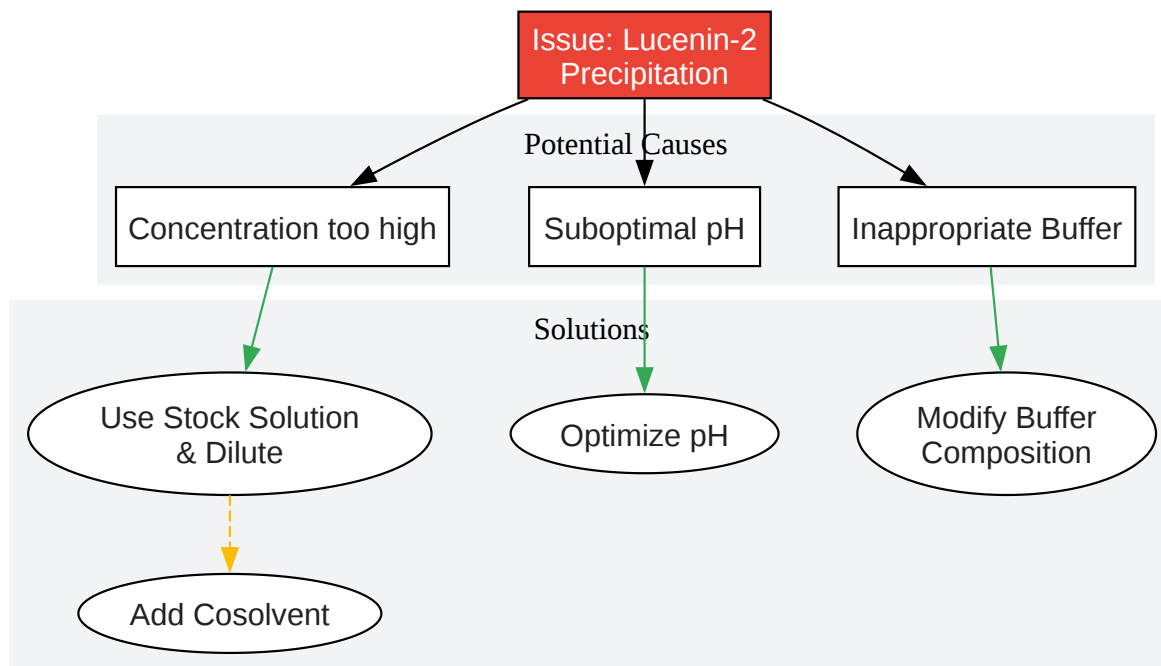 Issue: Lucenin-2
Precipitation
Potential Causes
Concentration too high
Suboptimal pH
Inappropriate Buffer
Solutions
Use Stock Solution
& Dilute
Optimize pH
Modify Buffer
Composition
Add Cosolvent